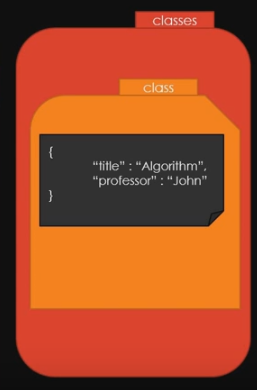 classes
class
{
"title" : "Algorithm",
"professor" : "John"
}